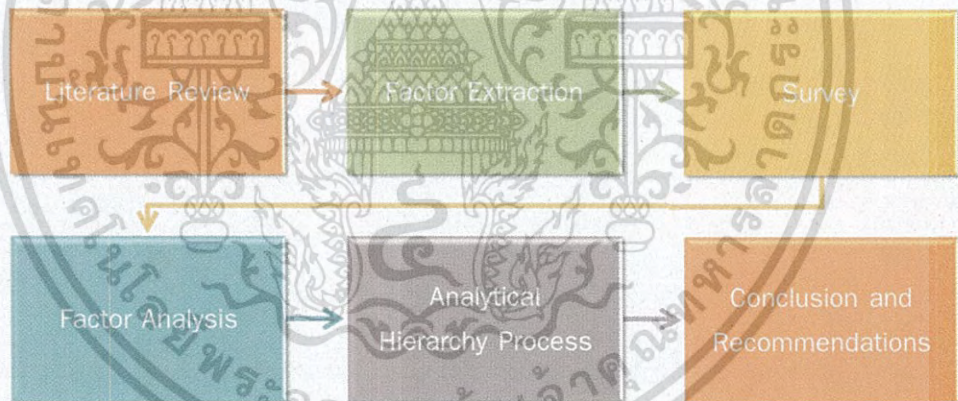 Literature Review
Factor Extraction
Survey
Factor Analysis
Analytical
Hierarchy Process
Conclusion and
Recommendations